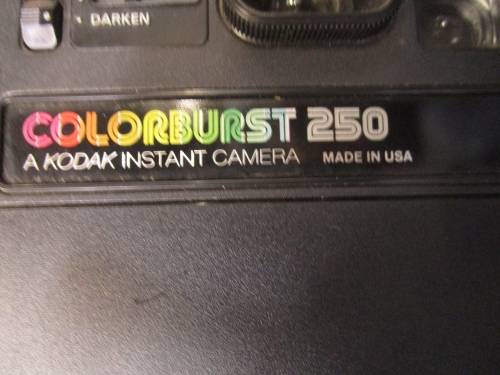 DARKEN
COLORBURST 250
A KODAK INSTANT CAMERA MADE IN USA